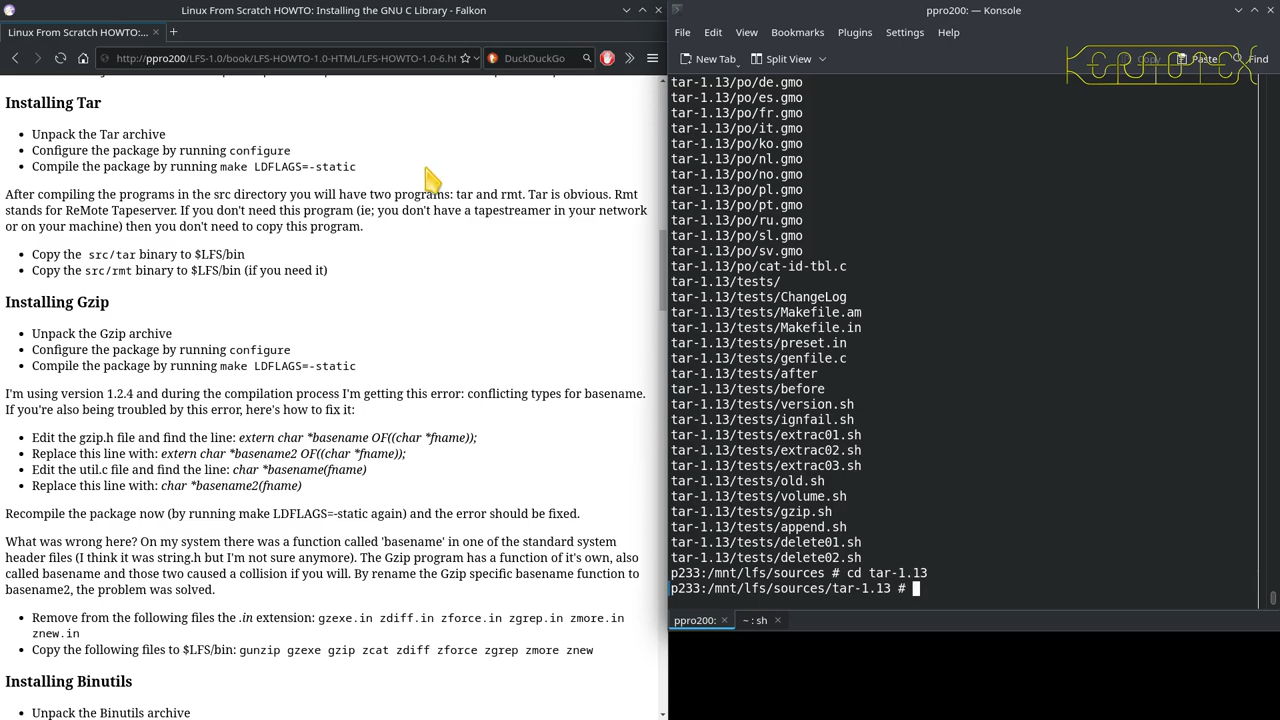 Linux From Scratch HOWTO: Installing the GNU C Library - Falkon
Linux From Scratch HOWTO:...
http://ppro200/LFS-1.0/book/LFS-HOWTO-1.0-HTML/LFS-HOWTO-1.0-6.ht
DuckDuckGo
Installing Tar
Unpack the Tar archive
Configure the package by running configure
Compile the package by running make LDFLAGS=-static
After compiling the programs in the src directory you will have two programs: tar and rmt. Tar is obvious. Rmt
stands for ReMote Tapeserver. If you don't need this program (ie; you don't have a tapestreamer in your network
or on your machine) then you don't need to copy this program.
Copy the src/tar binary to $LFS/bin
Copy the src/rmt binary to $LFS/bin (if you need it)
Installing Gzip
Unpack the Gzip archive
Configure the package by running configure
Compile the package by running make LDFLAGS=-static
I'm using version 1.2.4 and during the compilation process I'm getting this error: conflicting types for basename.
If you're also being troubled by this error, here's how to fix it:
Edit the gzip.h file and find the line: extern char *basename OF((char *fname));
Replace this line with: extern char *basename2 OF((char *fname));
Edit the util.c file and find the line: char *basename(fname)
Replace this line with: char *basename2(fname)
Recompile the package now (by running make LDFLAGS=-static again) and the error should be fixed.
What was wrong here? On my system there was a function called 'basename' in one of the standard system
header files (I think it was string.h but I'm not sure anymore). The Gzip program has a function of it's own, also
called basename and those two caused a collision if you will. By rename the Gzip specific basename function to
basename2, the problem was solved.
Remove from the following files the .in extension: gzexe.in zdiff.in zforce.in zgrep.in zmore.in
znew.in
Copy the following files to $LFS/bin: gunzip gzexe gzip zcat zdiff zforce zgrep zmore znew
Installing Binutils
Unpack the Binutils archive
ppro200: — Konsole
File Edit View Bookmarks Plugins Settings Help
New Tab Split View Copy Paste Find
tar-1.13/po/de.gmo
tar-1.13/po/es.gmo
tar-1.13/po/fr.gmo
tar-1.13/po/it.gmo
tar-1.13/po/ko.gmo
tar-1.13/po/nl.gmo
tar-1.13/po/no.gmo
tar-1.13/po/pl.gmo
tar-1.13/po/pt.gmo
tar-1.13/po/ru.gmo
tar-1.13/po/sl.gmo
tar-1.13/po/sv.gmo
tar-1.13/po/cat-id-tbl.c
tar-1.13/tests/
tar-1.13/tests/ChangeLog
tar-1.13/tests/Makefile.am
tar-1.13/tests/Makefile.in
tar-1.13/tests/preset.in
tar-1.13/tests/genfile.c
tar-1.13/tests/after
tar-1.13/tests/before
tar-1.13/tests/version.sh
tar-1.13/tests/ignfail.sh
tar-1.13/tests/extrac01.sh
tar-1.13/tests/extrac02.sh
tar-1.13/tests/extrac03.sh
tar-1.13/tests/old.sh
tar-1.13/tests/volume.sh
tar-1.13/tests/gzip.sh
tar-1.13/tests/append.sh
tar-1.13/tests/delete01.sh
tar-1.13/tests/delete02.sh
p233:/mnt/lfs/sources # cd tar-1.13
p233:/mnt/lfs/sources/tar-1.13 #
ppro200: ~ : sh